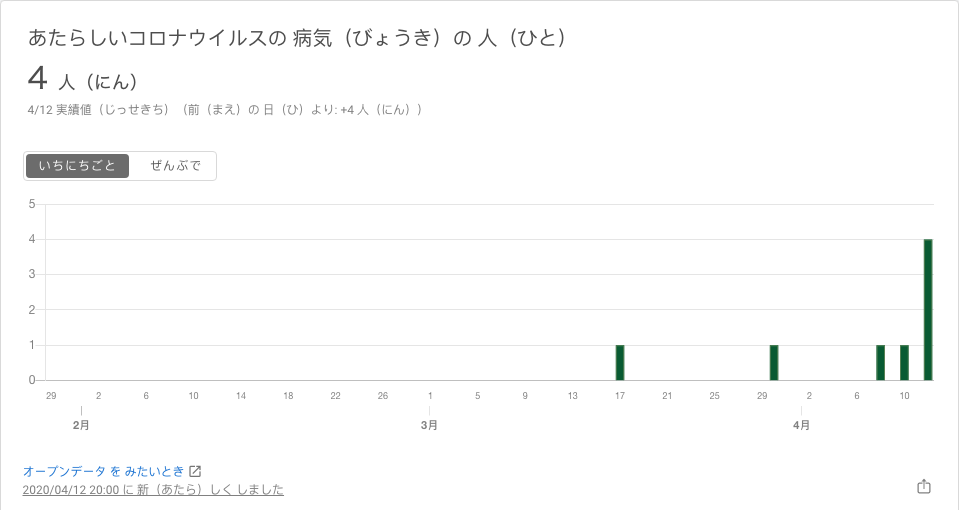 あたらしいコロナウイルスの 病気（びょうき）の 人（ひと）
4 人（にん）
4/12 実績値（じっせきち）（前（まえ）の 日（ひ）より: +4 人（にん））
いちにちごと ぜんぶで
5
4
3
2
1
0
29 2 6 10 14 18 22 26 1 5 9 13 17 21 25 29 2 6 10
2月 3月 4月
オープンデータ を みたいとき
2020/04/12 20:00 に 新（あたら）しく しました